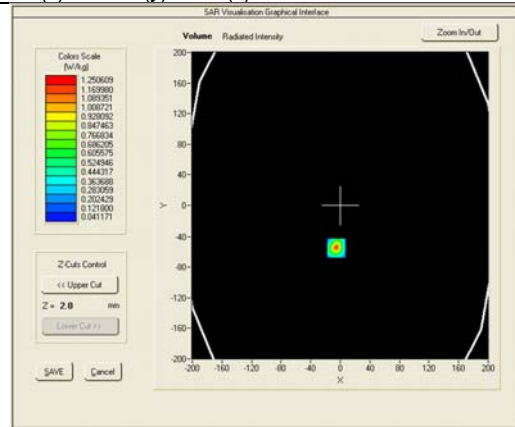 SAR Visualisation Graphical Interface
Volume Radiated Intensity
Zoom In/Out
Colors Scale
(W/kg)
1.250609
1.169980
1.089351
1.008721
0.928092
0.847463
0.766834
0.686205
0.605575
0.524946
0.444317
0.363688
0.283059
0.202429
0.121800
0.041171
Z-Cuts Control
<< Upper Cut
Z = 2.0 mm
Lower Cut >>
SAVE Cancel
200-
160-
120-
80-
40-
Y 0-
-40-
-80-
-120-
-160-
-200-
-200 -160 -120 -80 -40 0 40 80 120 160 200
X